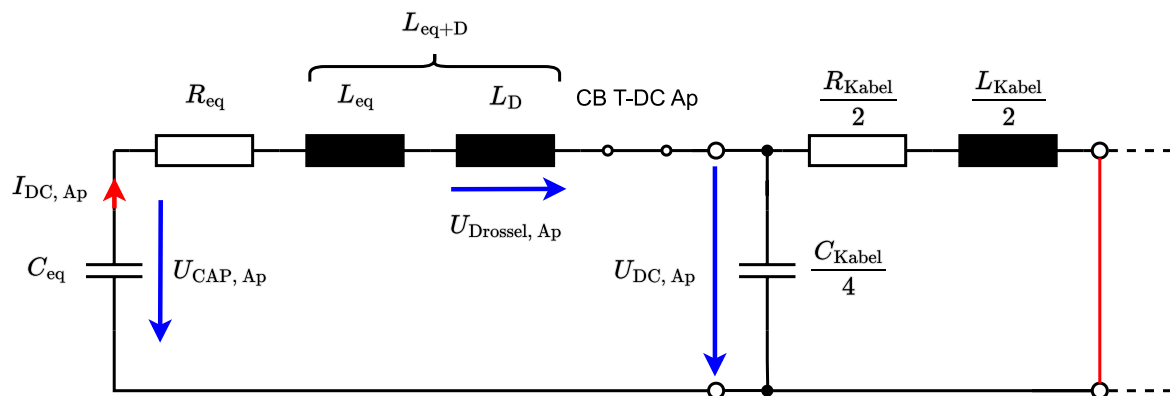 L_eq+D
R_eq
L_eq
L_D
CB T-DC Ap
R_Kabel/2
L_Kabel/2
I_DC, Ap
U_Drossel, Ap
C_eq
U_CAP, Ap
U_DC, Ap
C_Kabel/4